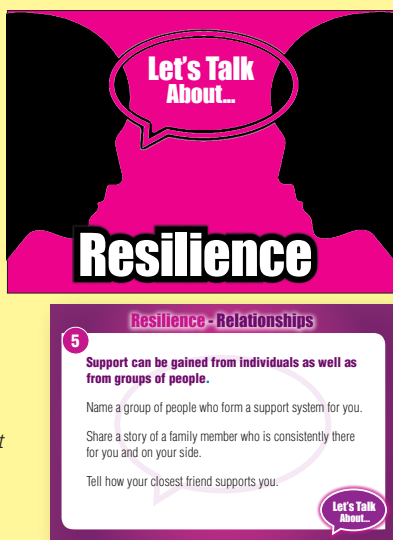 Let's Talk
About...
Resilience
Resilience - Relationships
5
Support can be gained from individuals as well as
from groups of people.
Name a group of people who form a support system for you.
Share a story of a family member who is consistently there
for you and on your side.
Tell how your closest friend supports you.
Let's Talk
About...